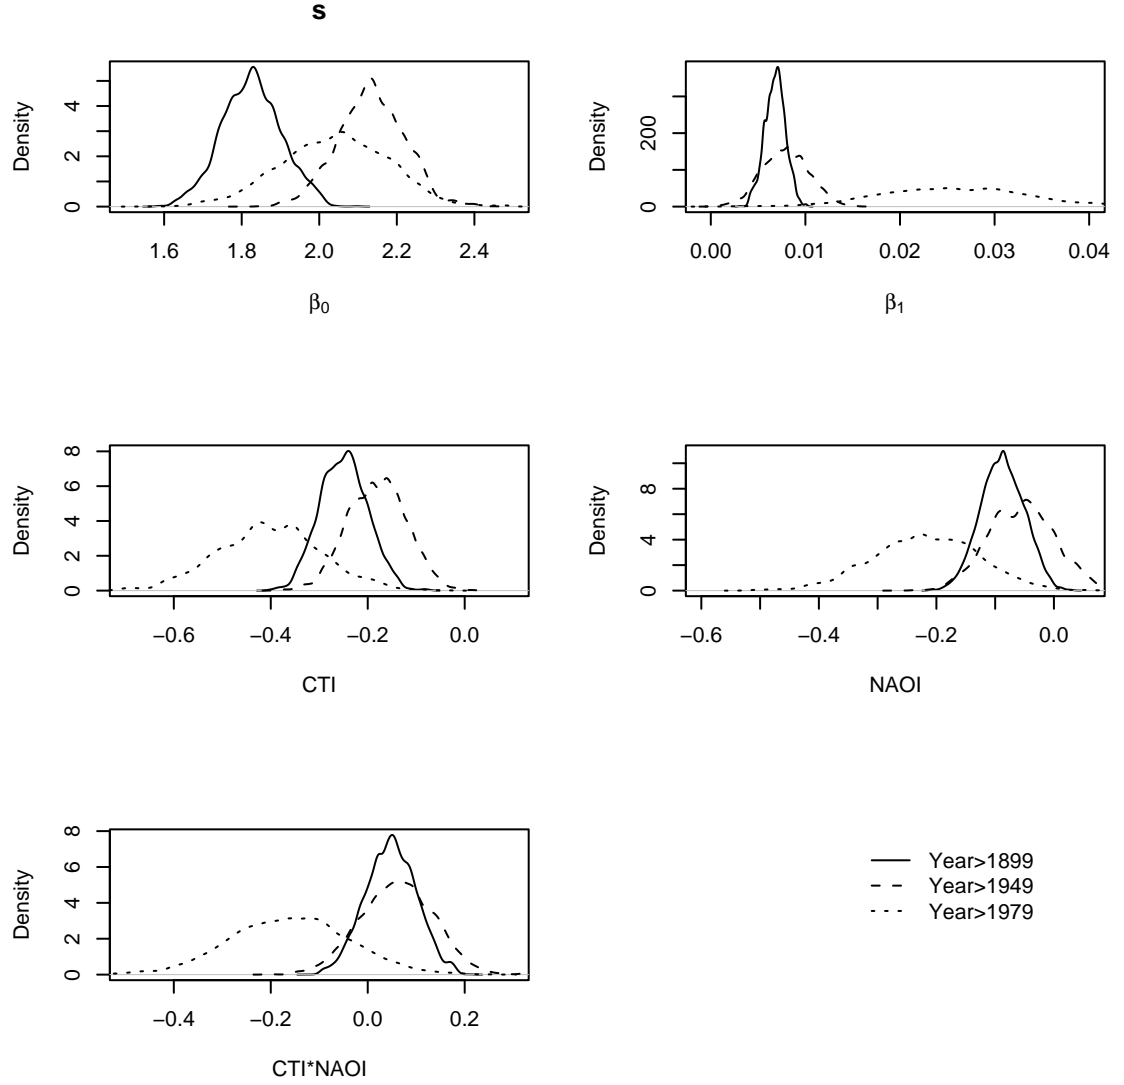 s
Density
0 2 4
1.6 1.8 2.0 2.2 2.4
β0
Density
0 200
0.00 0.01 0.02 0.03 0.04
β1
Density
0 2 4 6 8
−0.6 −0.4 −0.2 0.0
CTI
Density
0 4 8
−0.6 −0.4 −0.2 0.0
NAOI
Density
0 2 4 6 8
−0.4 −0.2 0.0 0.2
CTI*NAOI
Year>1899
Year>1949
Year>1979